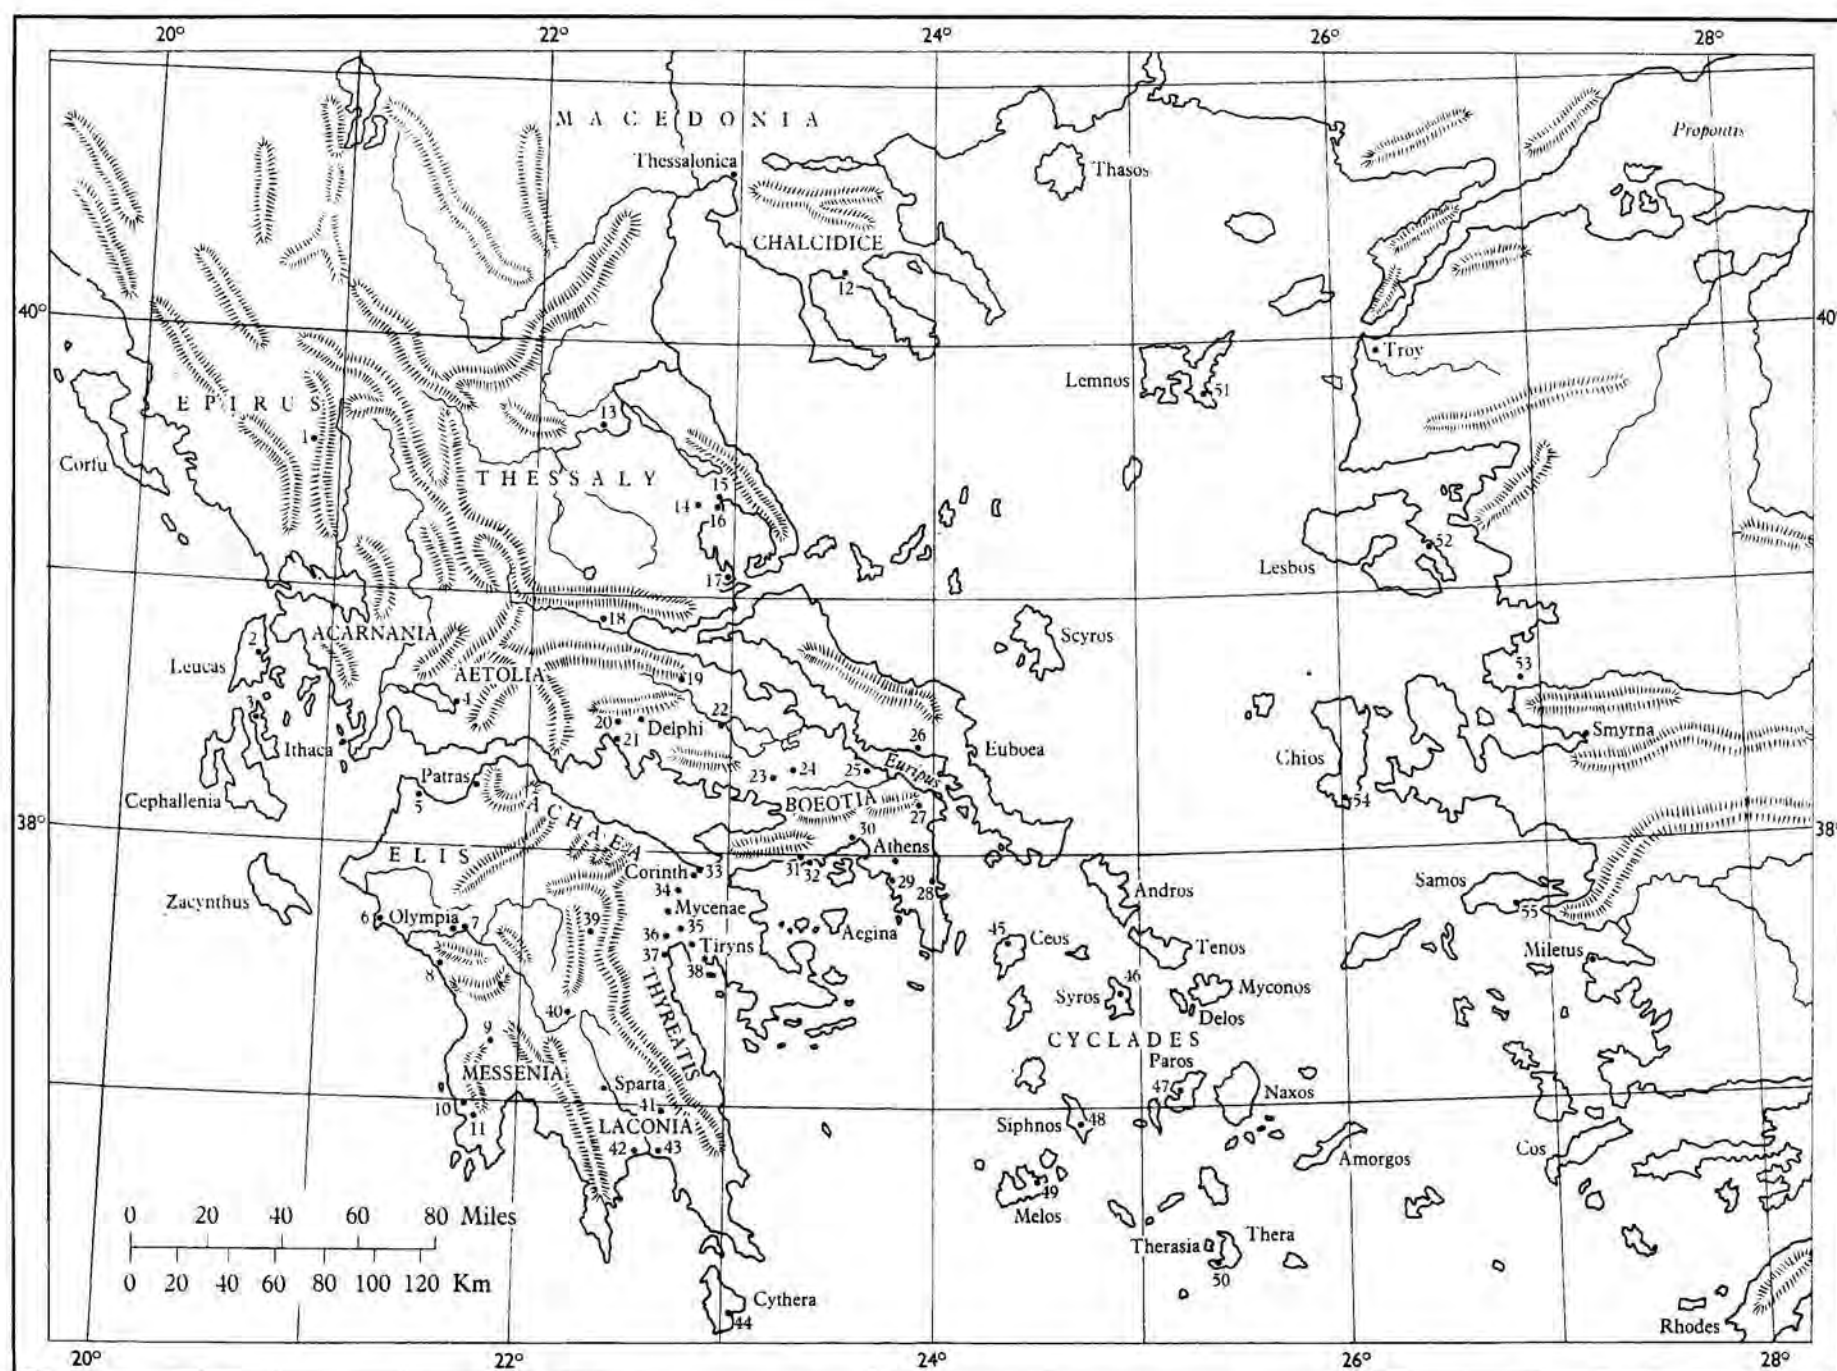 20° 22° 24° 26° 28°
MACEDONIA
Propontis
Thessalonica
Thasos
CHALCIDICE
12
40° 40°
Troy
Lemnos
51
EPIRUS
13
1
Corfu
THESSALY
15
14
16
52
Lesbos
17
18
ACARNANIA
Scyros
2
Leucas
AETOLIA
53
19
4
3
22
20
Delphi
Smyrna
21
Ithaca
26
Euboea
Chios
Euripus
Patras
23
24
25
Cephallenia
5
BOEOTIA
54
ACHAEA
27
38° 38°
30
Athens
ELIS
31
32
Corinth
33
29
28
Samos
34
Andros
Zacynthus
Mycenae
55
6
Olympia
7
39
35
Aegina
45
Ceos
36
Tiryns
Tenos
37
Miletus
8
38
46
Syros
Myconos
THYREATIS
40
Delos
9
CYCLADES
Paros
MESSENIA
Sparta
47
Naxos
10
41
11
LACONIA
Siphnos
48
42
43
Cos
Amorgos
49
Melos
0 20 40 60 80 Miles
Therasia
Thera
50
0 20 40 60 80 100 120 Km
Cythera
44
Rhodes
20° 22° 24° 26° 28°